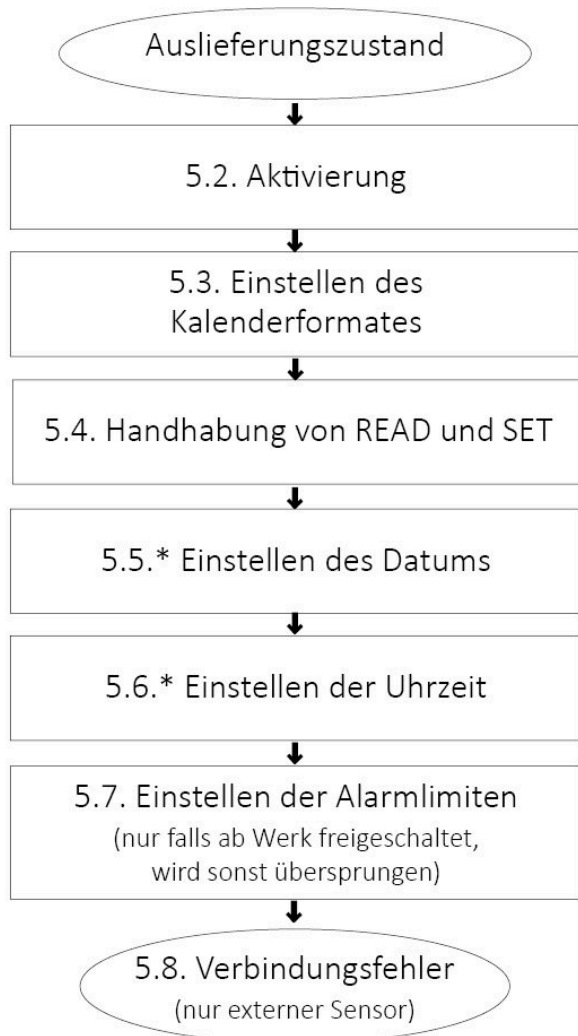 Auslieferungszustand
5.2. Aktivierung
5.3. Einstellen des
Kalenderformates
5.4. Handhabung von READ und SET
5.5.* Einstellen des Datums
5.6.* Einstellen der Uhrzeit
5.7. Einstellen der Alarmlimiten
(nur falls ab Werk freigeschaltet,
wird sonst übersprungen)
5.8. Verbindungsfehler
(nur externer Sensor)